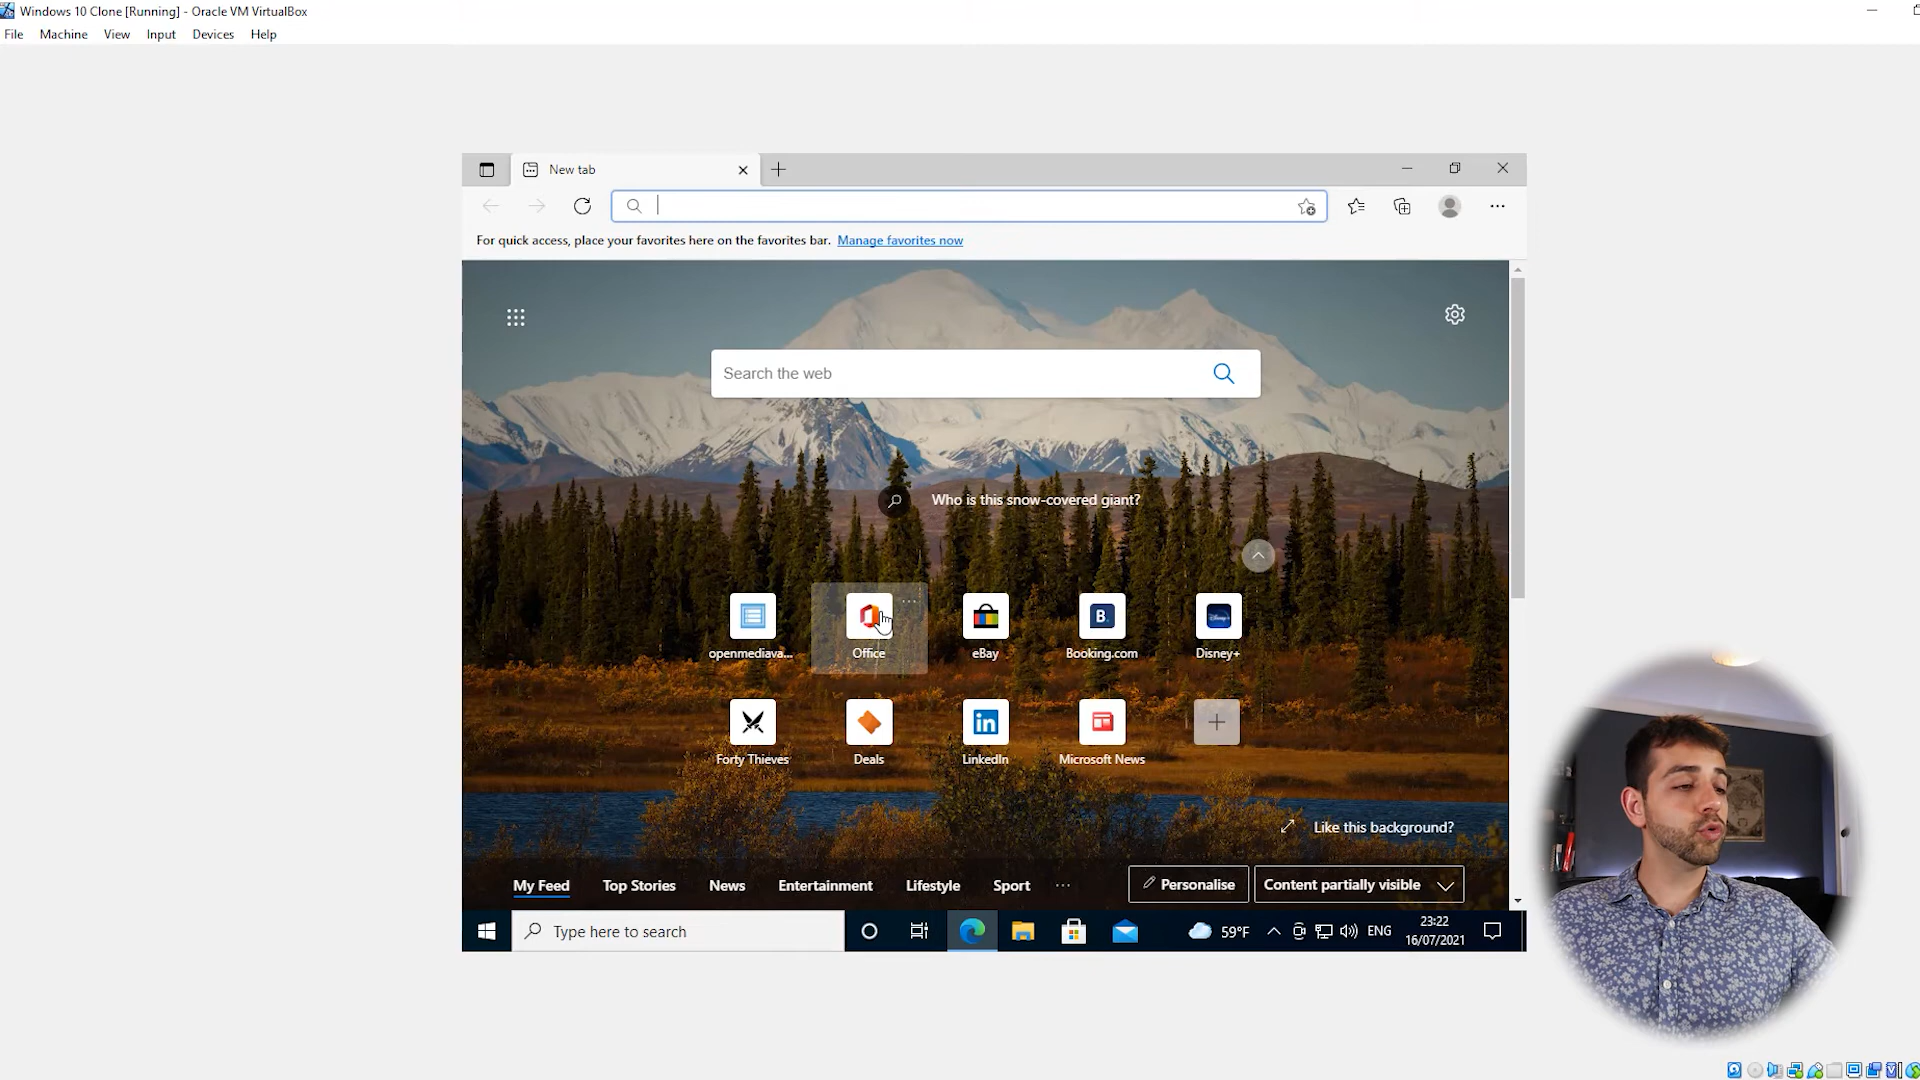 Windows 10 Clone [Running] - Oracle VM VirtualBox
File Machine View Input Devices Help
New tab
For quick access, place your favorites here on the favorites bar. Manage favorites now
Search the web
Who is this snow-covered giant?
openmediava... Office eBay Booking.com Disney+
Forty Thieves Deals LinkedIn Microsoft News
Like this background?
My Feed Top Stories News Entertainment Lifestyle Sport ... Personalise Content partially visible
Type here to search 59°F ENG 23:22
16/07/2021